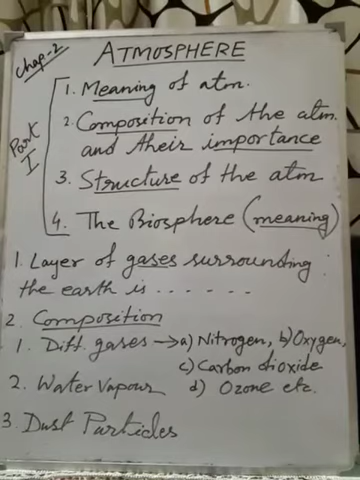 Chap-2
ATMOSPHERE
Part I
1. Meaning of atm.
2. Composition of the atm.
and their importance
3. Structure of the atm
4. The Biosphere (meaning)
1. Layer of gases surrounding
the earth is . . . . . .
2. Composition
1. Diff. gases → a) Nitrogen, b) Oxygen,
c) Carbon dioxide
2. Water Vapour d) Ozone etc.
3. Dust Particles